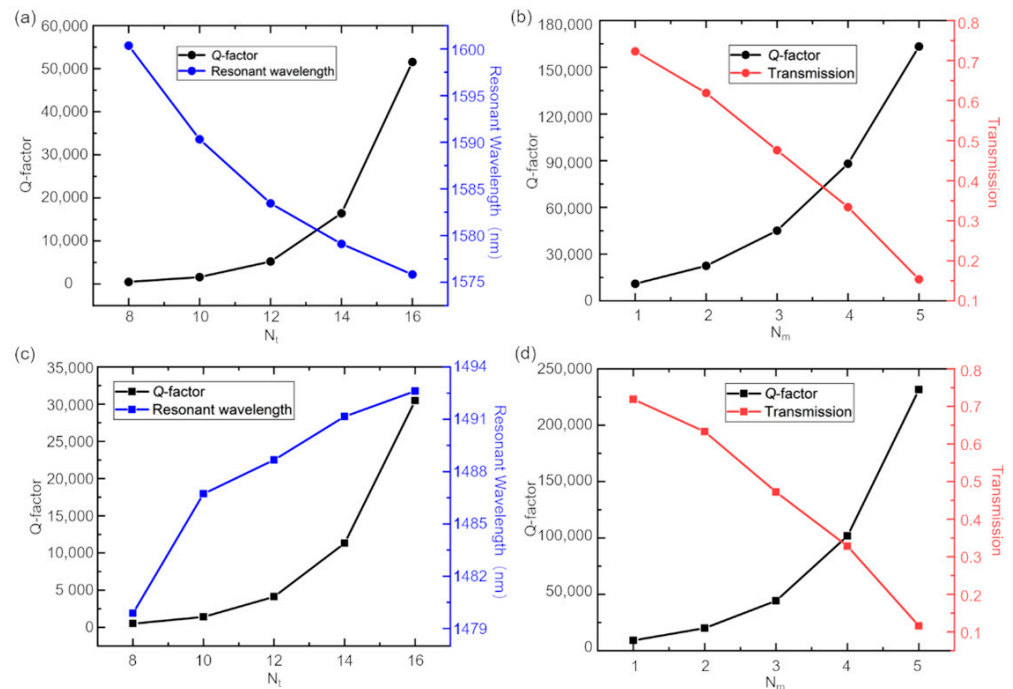 (a)
60,000
50,000
40,000
30,000
20,000
10,000
0
Q-factor
Q-factor
Resonant wavelength
1600
1595
1590
1585
1580
1575
Resonant Wavelength (nm)
8 10 12 14 16
Nt
(b)
180,000
150,000
120,000
90,000
60,000
30,000
0
Q-factor
Q-factor
Transmission
0.8
0.7
0.6
0.5
0.4
0.3
0.2
0.1
Transmission
1 2 3 4 5
Nm
(c)
35,000
30,000
25,000
20,000
15,000
10,000
5 000
0
Q-factor
Q-factor
Resonant wavelength
1494
1491
1488
1485
1482
1479
Resonant Wavelength (nm)
8 10 12 14 16
Nt
(d)
250,000
200,000
150,000
100,000
50,000
0
Q-factor
Q-factor
Transmission
0.8
0.7
0.6
0.5
0.4
0.3
0.2
0.1
Transmission
1 2 3 4 5
Nm